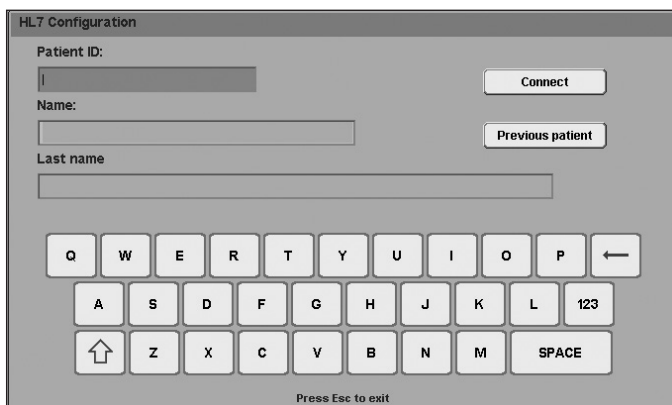 HL7 Configuration
Patient ID:
Connect
Name:
Previous patient
Last name
Q W E R T Y U I O P
A S D F G H J K L 123
Z X C V B N M SPACE
Press Esc to exit